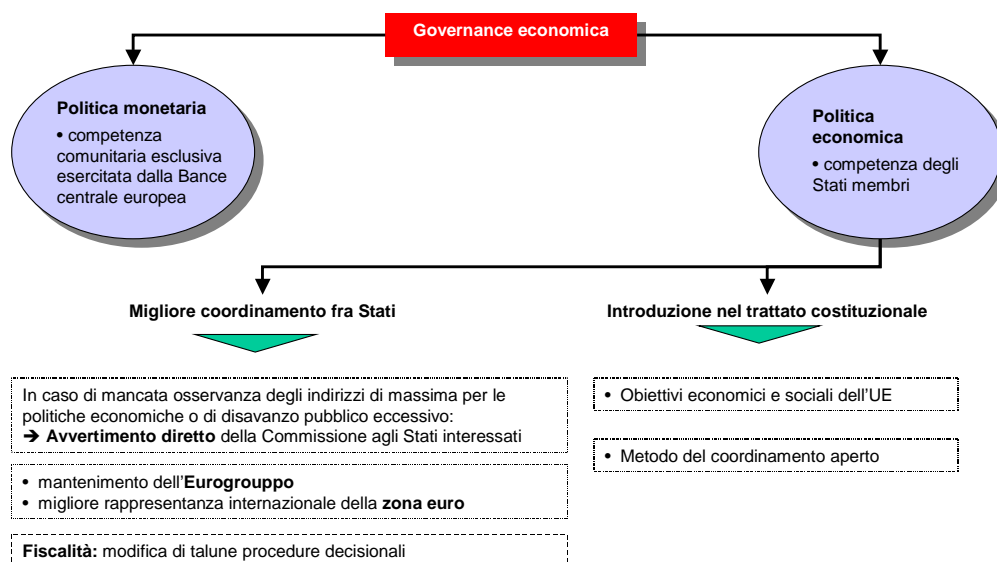 Governance economica
Politica monetaria
• competenza
comunitaria esclusiva
esercitata dalla Bance
centrale europea
Politica
economica
• competenza degli
Stati membri
Migliore coordinamento fra Stati
Introduzione nel trattato costituzionale
In caso di mancata osservanza degli indirizzi di massima per le
politiche economiche o di disavanzo pubblico eccessivo:
➔ Avvertimento diretto della Commissione agli Stati interessati
• mantenimento dell'Eurogrouppo
• migliore rappresentanza internazionale della zona euro
Fiscalità: modifica di talune procedure decisionali
• Obiettivi economici e sociali dell'UE
• Metodo del coordinamento aperto